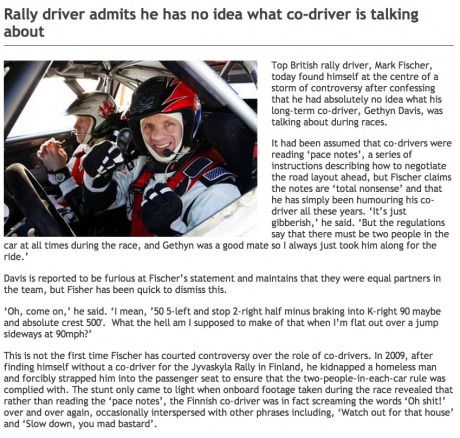 Rally driver admits he has no idea what co-driver is talking
about
Top British rally driver, Mark Fischer,
today found himself at the centre of a
storm of controversy after confessing
that he had absolutely no idea what his
long-term co-driver, Gethyn Davis, was
talking about during races.
It had been assumed that co-drivers were
reading ‘pace notes’, a series of
instructions describing how to negotiate
the road layout ahead, but Fischer claims
the notes are ‘total nonsense’ and that
he has simply been humouring his co-
driver all these years. ‘It’s just
gibberish,’ he said. ‘But the regulations
say that there must be two people in the
car at all times during the race, and Gethyn was a good mate so I always just took him along for the
ride.’
Davis is reported to be furious at Fischer’s statement and maintains that they were equal partners in
the team, but Fisher has been quick to dismiss this.
‘Oh, come on,’ he said. ‘I mean, ’50 5-left and stop 2-right half minus braking into K-right 90 maybe
and absolute crest 500’. What the hell am I supposed to make of that when I’m flat out over a jump
sideways at 90mph?’
This is not the first time Fischer has courted controversy over the role of co-drivers. In 2009, after
finding himself without a co-driver for the Jyvaskyla Rally in Finland, he kidnapped a homeless man
and forcibly strapped him into the passenger seat to ensure that the two-people-in-each-car rule was
complied with. The stunt only came to light when onboard footage taken during the race revealed that
rather than reading the ‘pace notes’, the Finnish co-driver was in fact screaming the words ‘Oh shit!’
over and over again, occasionally interspersed with other phrases including, ‘Watch out for that house’
and ‘Slow down, you mad bastard’.